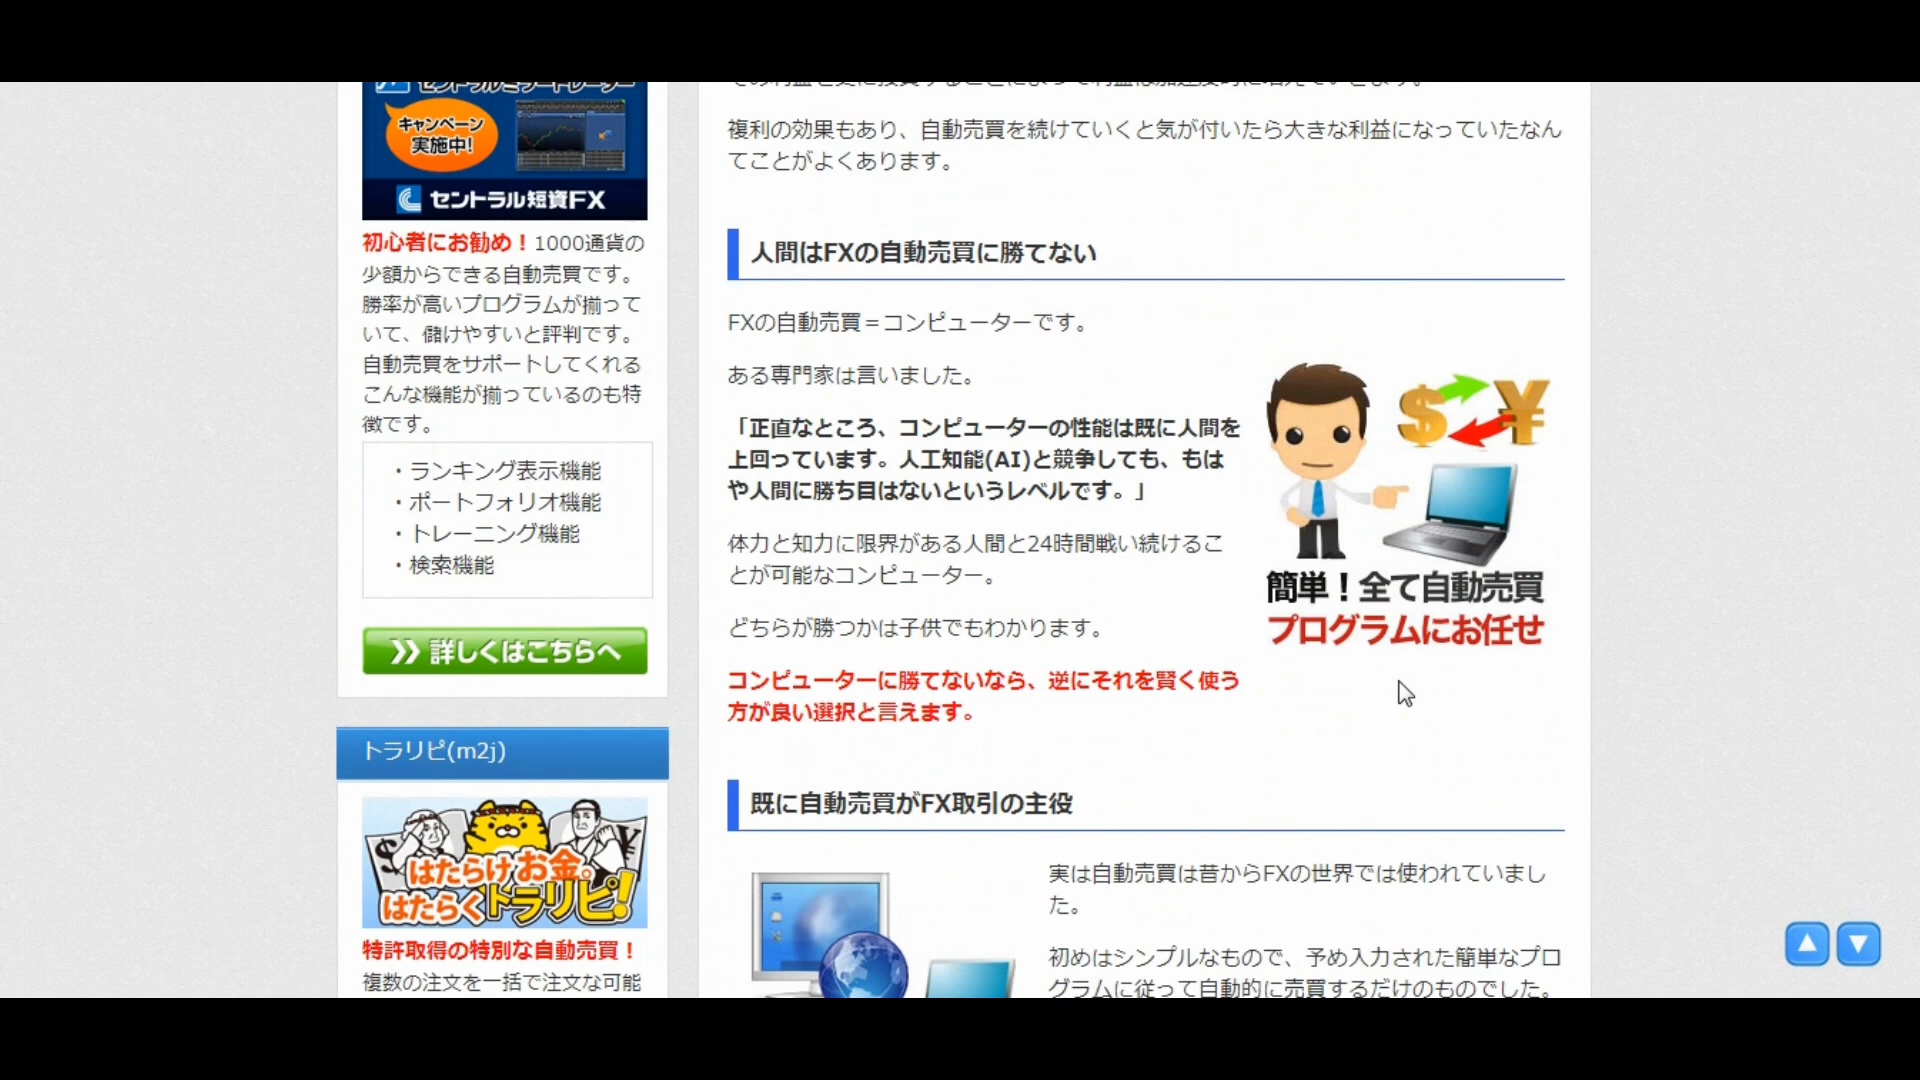 セントラルミラートレーダー
キャンペーン
実施中!
セントラル短資FX
初心者にお勧め！1000通貨の
少額からできる自動売買です。
勝率が高いプログラムが揃って
いて、儲けやすいと評判です。
自動売買をサポートしてくれる
こんな機能が揃っているのも特
徴です。
・ランキング表示機能
・ポートフォリオ機能
・トレーニング機能
・検索機能
詳しくはこちらへ
トラリピ(m2j)
はたらけお金。
はたらくトラリピ!
特許取得の特別な自動売買！
複数の注文を一括で注文な可能
複利の効果もあり、自動売買を続けていくと気が付いたら大きな利益になっていたなん
てことがよくあります。
人間はFXの自動売買に勝てない
FXの自動売買＝コンピューターです。
ある専門家は言いました。
「正直なところ、コンピューターの性能は既に人間を
上回っています。人工知能(AI)と競争しても、もは
や人間に勝ち目はないというレベルです。」
体力と知力に限界がある人間と24時間戦い続けるこ
とが可能なコンピューター。
どちらが勝つかは子供でもわかります。
コンピューターに勝てないなら、逆にそれを賢く使う
方が良い選択と言えます。
簡単！全て自動売買
プログラムにお任せ
既に自動売買がFX取引の主役
実は自動売買は昔からFXの世界では使われていまし
た。
初めはシンプルなもので、予め入力された簡単なプロ
グラムに従って自動的に売買するだけのものでした。